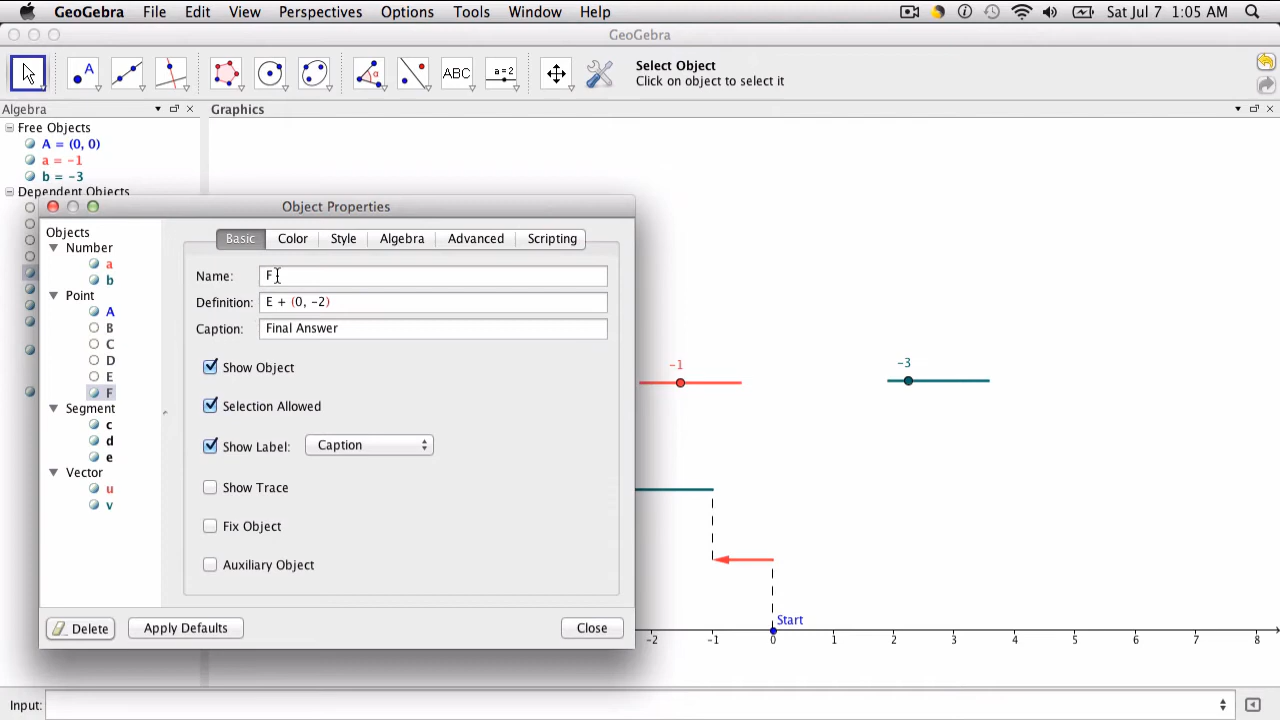 GeoGebra File Edit View Perspectives Options Tools Window Help Sat Jul 7 1:05 AM
GeoGebra
A
α
ABC
a=2
Select Object
Click on object to select it
Algebra
Graphics
Free Objects
A = (0, 0)
a = -1
b = -3
Dependent Objects
Object Properties
Objects
Number
a
b
Point
A
B
C
D
E
F
Segment
c
d
e
Vector
u
v
Basic Color Style Algebra Advanced Scripting
Name: F
Definition: E + (0, -2)
Caption: Final Answer
Show Object
Selection Allowed
Show Label: Caption
Show Trace
Fix Object
Auxiliary Object
Delete Apply Defaults Close
-1
-3
Start
-2 -1 0 1 2 3 4 5 6 7 8
Input: